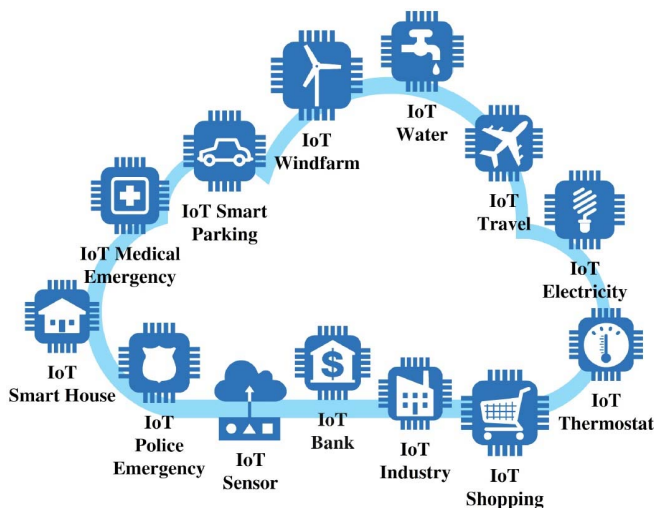 IoT
Water
IoT
Windfarm
IoT Smart
Parking
IoT
Travel
IoT Medical
Emergency
IoT
Electricity
IoT
Smart House
IoT
Thermostat
IoT
Police
Emergency
IoT
Sensor
$
IoT
Bank
IoT
Industry
IoT
Shopping